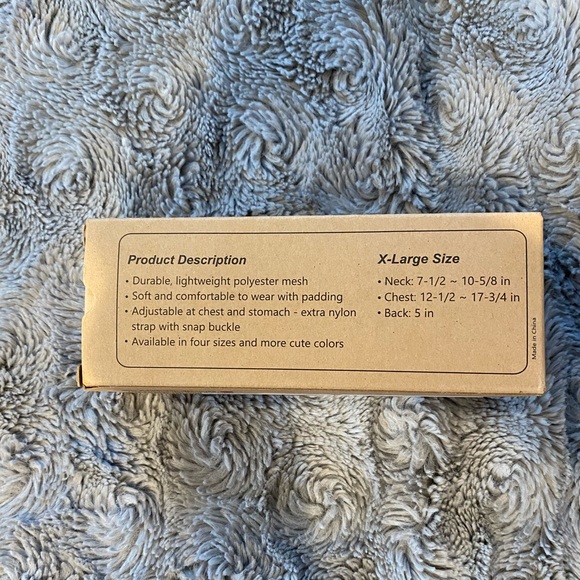 Product Description
• Durable, lightweight polyester mesh
• Soft and comfortable to wear with padding
• Adjustable at chest and stomach - extra nylon
strap with snap buckle
• Available in four sizes and more cute colors
X-Large Size
• Neck: 7-1/2 ~ 10-5/8 in
• Chest: 12-1/2 ~ 17-3/4 in
• Back: 5 in
Made in China